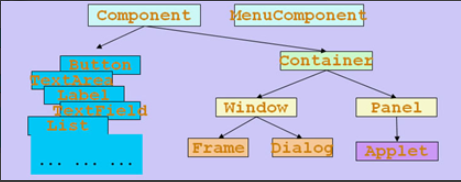 Component
MenuComponent
Button
TextArea
Label
TextField
List
... ... ...
Container
Window
Panel
Frame
Dialog
Applet